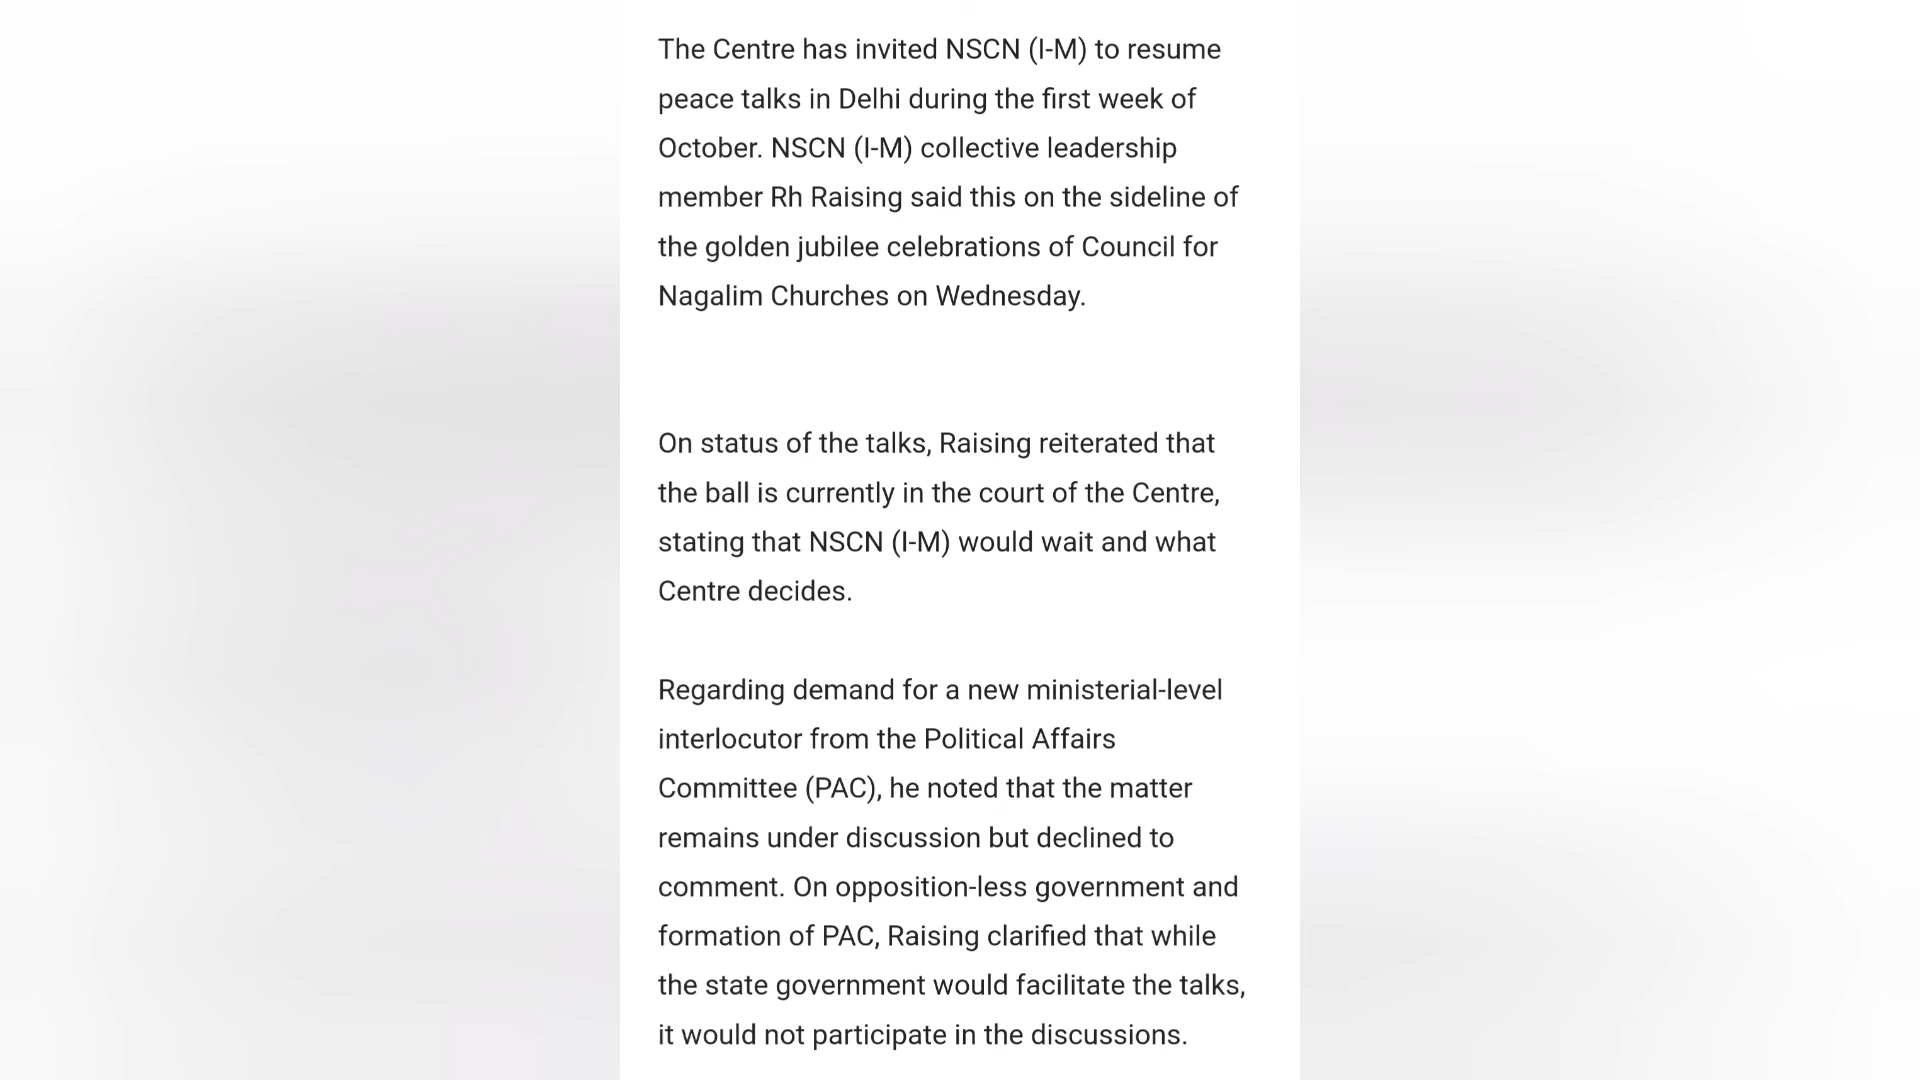 The Centre has invited NSCN (I-M) to resume
peace talks in Delhi during the first week of
October. NSCN (I-M) collective leadership
member Rh Raising said this on the sideline of
the golden jubilee celebrations of Council for
Nagalim Churches on Wednesday.
On status of the talks, Raising reiterated that
the ball is currently in the court of the Centre,
stating that NSCN (I-M) would wait and what
Centre decides.
Regarding demand for a new ministerial-level
interlocutor from the Political Affairs
Committee (PAC), he noted that the matter
remains under discussion but declined to
comment. On opposition-less government and
formation of PAC, Raising clarified that while
the state government would facilitate the talks,
it would not participate in the discussions.